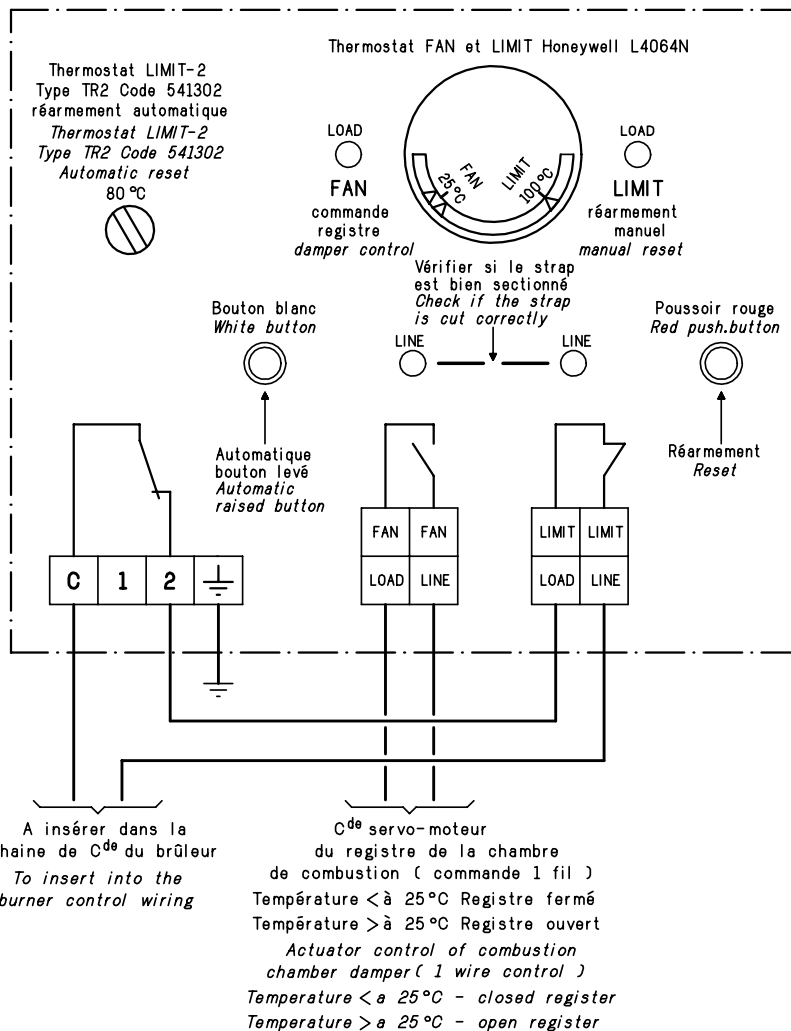 Thermostat FAN et LIMIT Honeywell L4064N
Thermostat LIMIT-2
Type TR2 Code 541302
réarmement automatique
Thermostat LIMIT-2
Type TR2 Code 541302
Automatic reset
80 °C
LOAD
FAN
commande
registre
damper control
FAN
25°C
LIMIT
100°C
LOAD
LIMIT
réarmement
manuel
manual reset
Vérifier si le strap
est bien sectionné
Check if the strap
is cut correctly
Bouton blanc
White button
LINE
LINE
Poussoir rouge
Red push.button
Automatique
bouton levé
Automatic
raised button
Réarmement
Reset
FAN FAN
LOAD LINE
LIMIT LIMIT
LOAD LINE
C 1 2
A insérer dans la
haine de Cde du brûleur
To insert into the
burner control wiring
Cde servo-moteur
du registre de la chambre
de combustion ( commande 1 fil )
Température < à 25°C Registre fermé
Température > à 25°C Registre ouvert
Actuator control of combustion
chamber damper ( 1 wire control )
Temperature < a 25°C - closed register
Temperature > a 25°C - open register